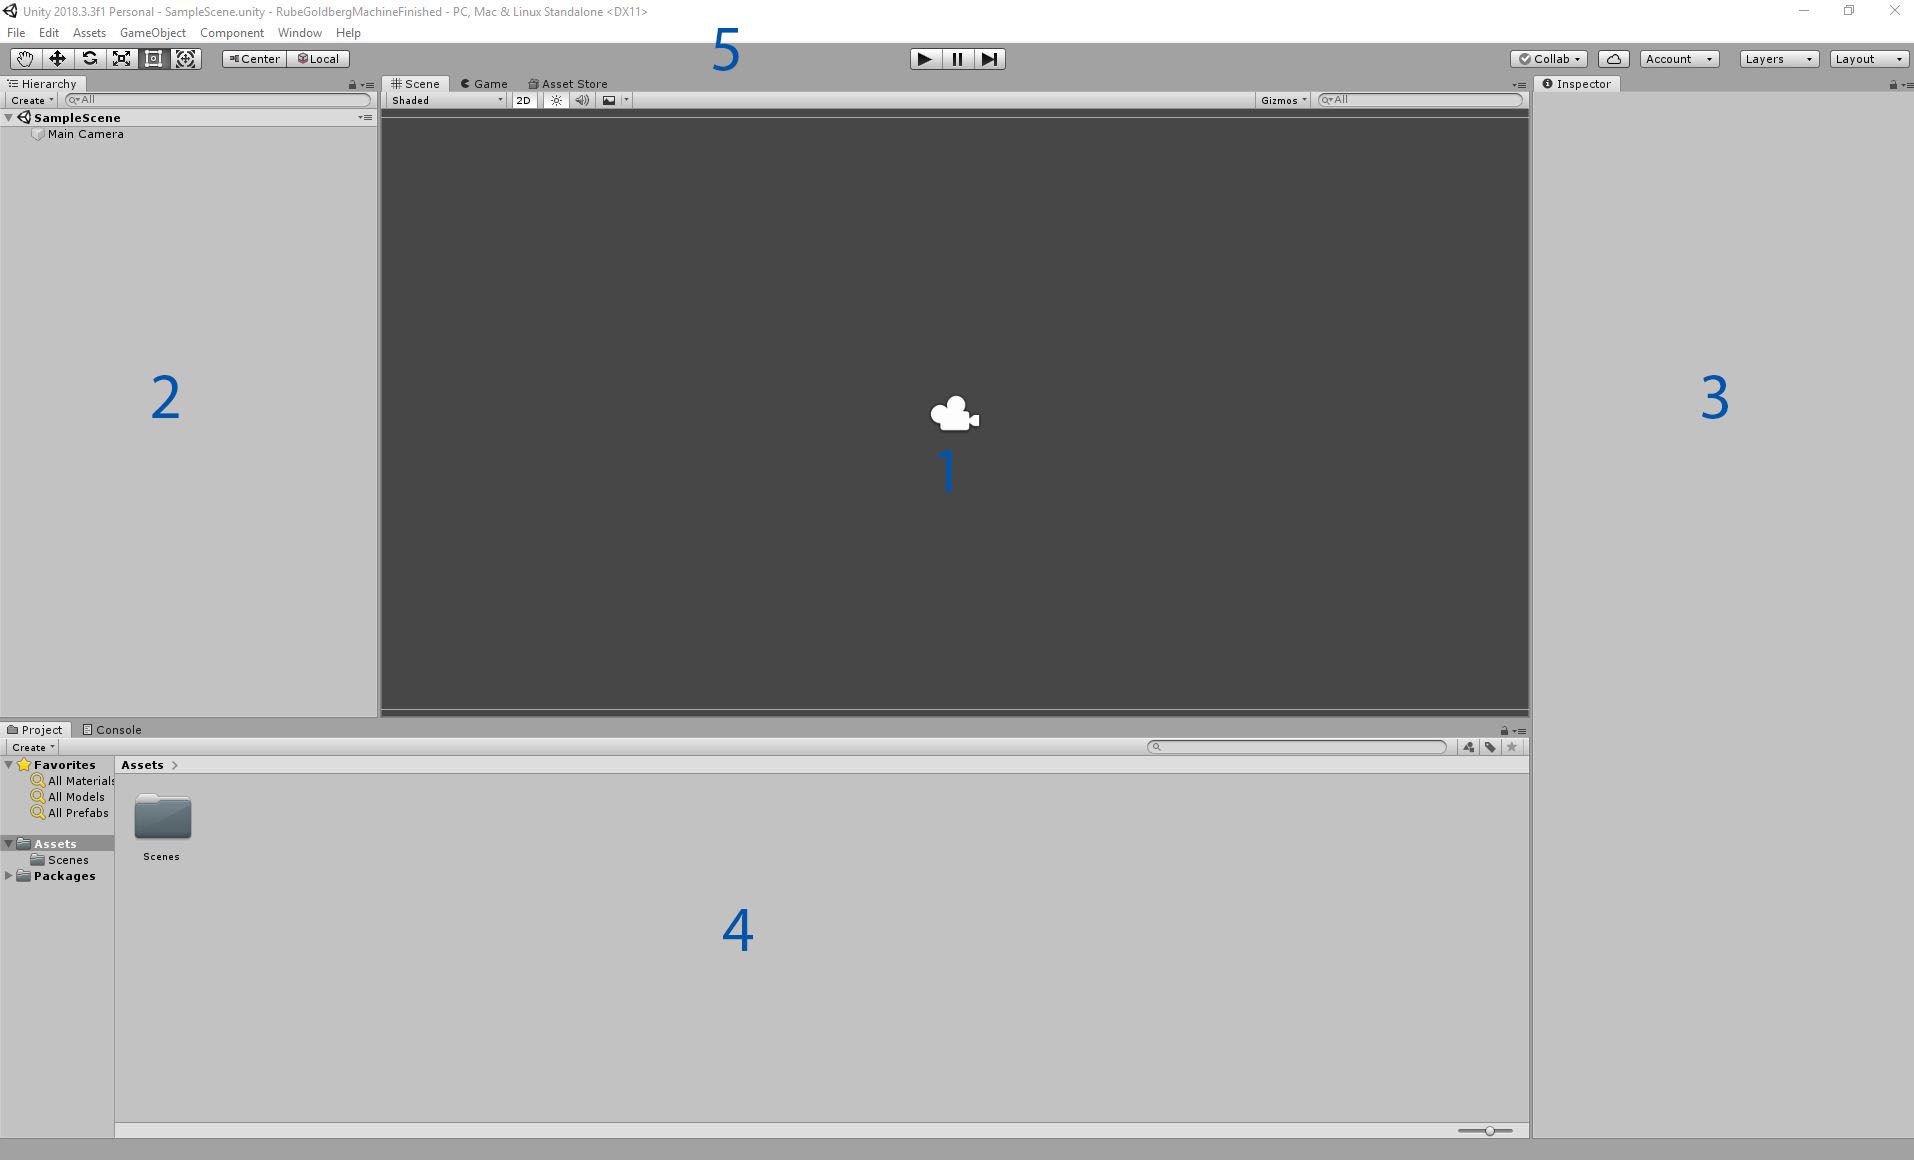 Unity 2018.3.3f1 Personal - SampleScene.unity - RubeGoldbergMachineFinished - PC, Mac & Linux Standalone <DX11>
File Edit Assets GameObject Component Window Help
5
Center Local Collab Account Layers Layout
Hierarchy Scene Game Asset Store Inspector
Create All Shaded 2D Gizmos All
SampleScene
Main Camera
2
3
1
Project Console
Create
Favorites Assets
All Materials
All Models
All Prefabs
Assets
Scenes
Packages
Scenes
4